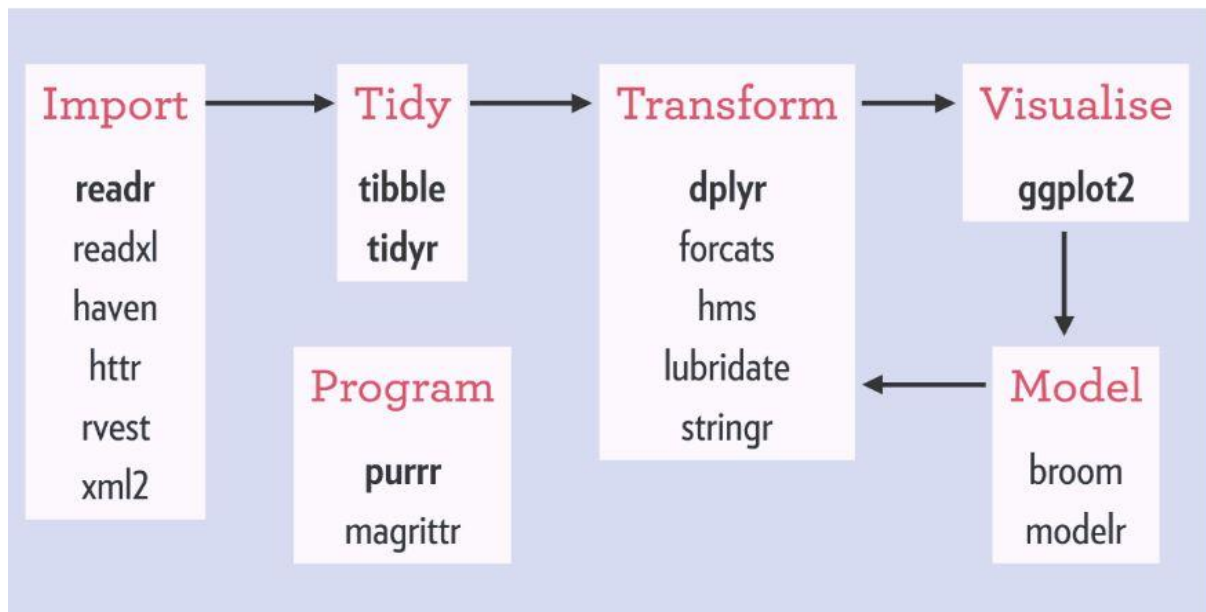 Import
readr
readxl
haven
httr
rvest
xml2
Tidy
tibble
tidyr
Program
purrr
magrittr
Transform
dplyr
forcats
hms
lubridate
stringr
Visualise
ggplot2
Model
broom
modelr